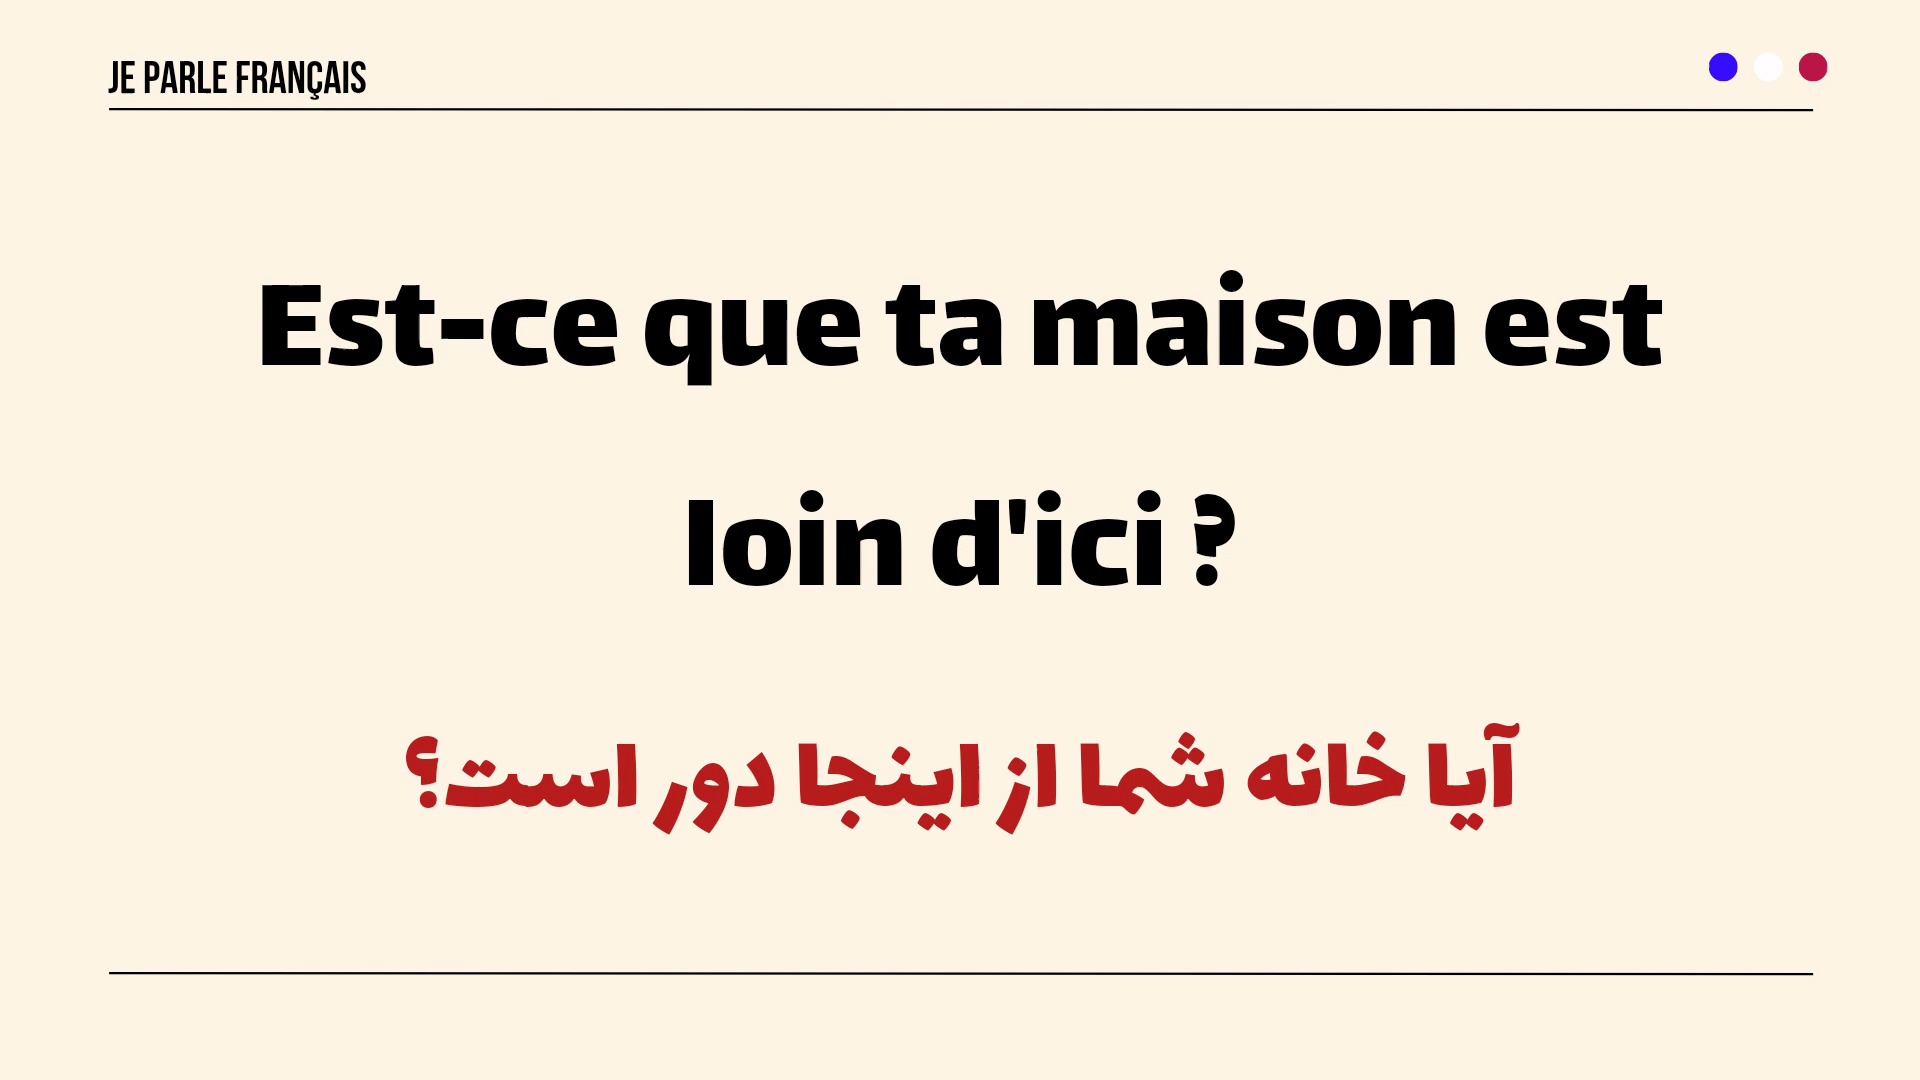 JE PARLE FRANÇAIS
Est-ce que ta maison est
loin d'ici ?
آیا خانه شما از اینجا دور است؟